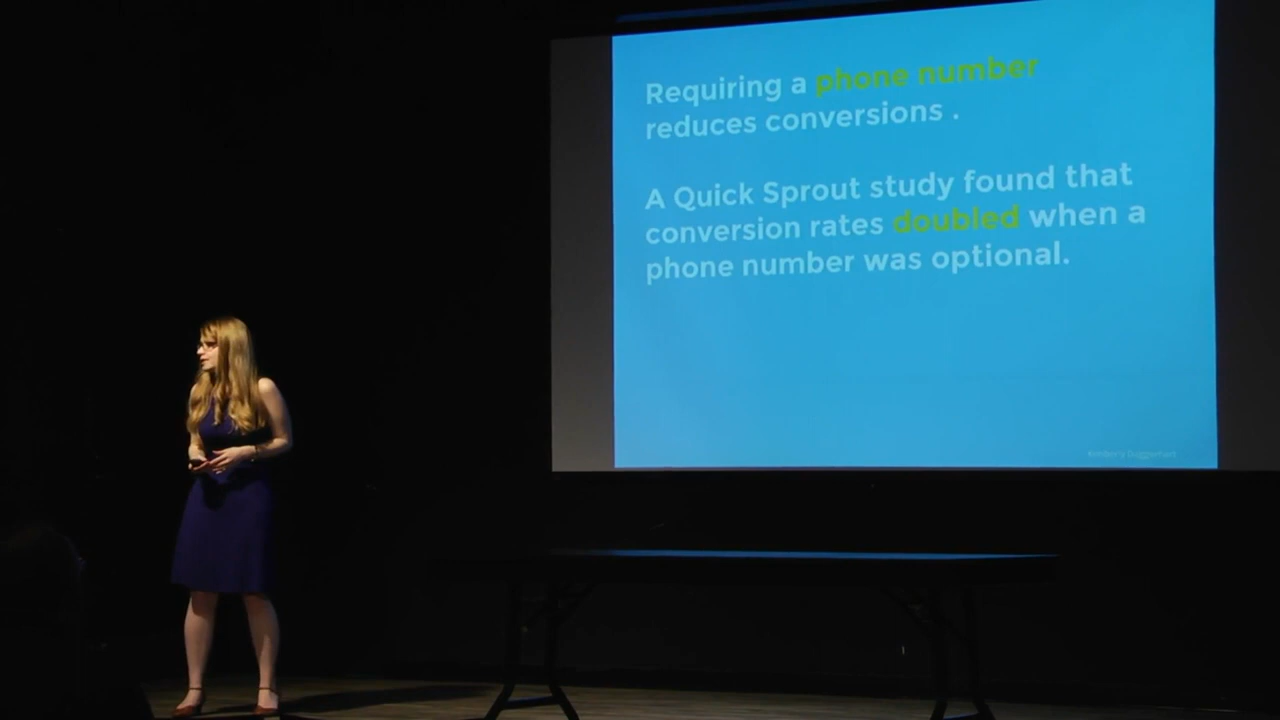 Requiring a phone number
reduces conversions .
A Quick Sprout study found that
conversion rates doubled when a
phone number was optional.